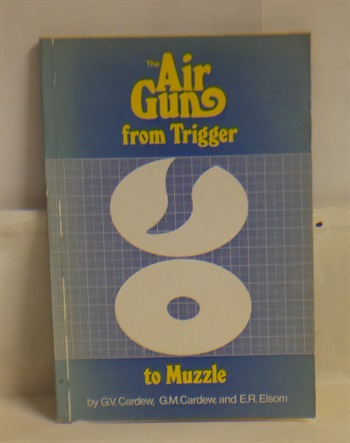 The
Air
Gun
from Trigger
to Muzzle
by G.V. Cardew, G.M. Cardew, and E.R. Elsom